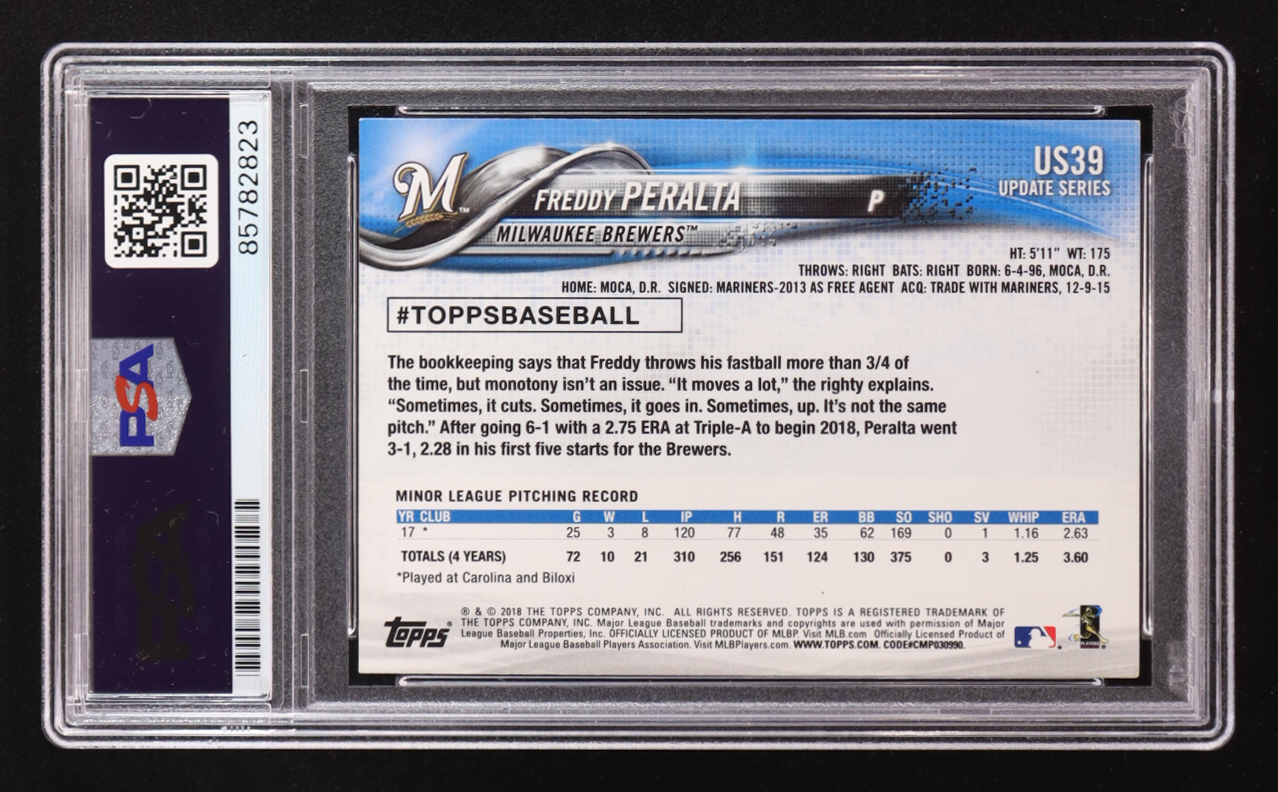 85782823
PSA
M
FREDDY PERALTA P
MILWAUKEE BREWERS™
US39
UPDATE SERIES
HT: 5'11" WT: 175
THROWS: RIGHT BATS: RIGHT BORN: 6-4-96, MOCA, D.R.
HOME: MOCA, D.R. SIGNED: MARINERS-2013 AS FREE AGENT ACQ: TRADE WITH MARINERS, 12-9-15
#TOPPSBASEBALL
The bookkeeping says that Freddy throws his fastball more than 3/4 of
the time, but monotony isn't an issue. "It moves a lot," the righty explains.
"Sometimes, it cuts. Sometimes, it goes in. Sometimes, up. It's not the same
pitch." After going 6-1 with a 2.75 ERA at Triple-A to begin 2018, Peralta went
3-1, 2.28 in his first five starts for the Brewers.
MINOR LEAGUE PITCHING RECORD
YR CLUB G W L IP H R ER BB SO SHO SV WHIP ERA
17 * 25 3 8 120 77 48 35 62 169 0 1 1.16 2.63
TOTALS (4 YEARS) 72 10 21 310 256 151 124 130 375 0 3 1.25 3.60
*Played at Carolina and Biloxi
Topps®
® & © 2018 THE TOPPS COMPANY, INC. ALL RIGHTS RESERVED. TOPPS IS A REGISTERED TRADEMARK OF
THE TOPPS COMPANY, INC. Major League Baseball trademarks and copyrights are used with permission of Major
League Baseball Properties, Inc. OFFICIALLY LICENSED PRODUCT OF MLBP. Visit MLB.com Officially Licensed Product of
Major League Baseball Players Association. Visit MLBPlayers.com. WWW.TOPPS.COM. CODE#CMP030990.